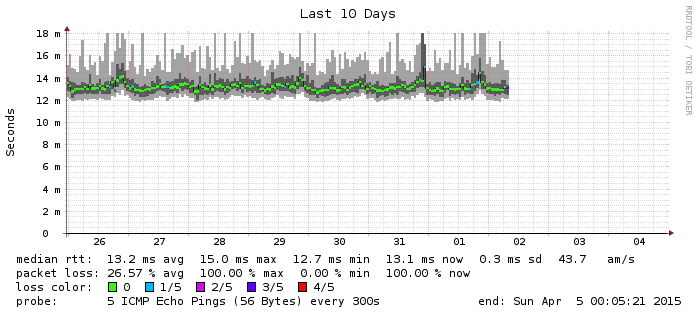 Last 10 Days
RRDTOOL / TOBI OETIKER
Seconds
18 m
16 m
14 m
12 m
10 m
8 m
6 m
4 m
2 m
0
26 27 28 29 30 31 01 02 03 04
median rtt: 13.2 ms avg 15.0 ms max 12.7 ms min 13.1 ms now 0.3 ms sd 43.7 am/s
packet loss: 26.57 % avg 100.00 % max 0.00 % min 100.00 % now
loss color: 0 1/5 2/5 3/5 4/5
probe: 5 ICMP Echo Pings (56 Bytes) every 300s end: Sun Apr 5 00:05:21 2015